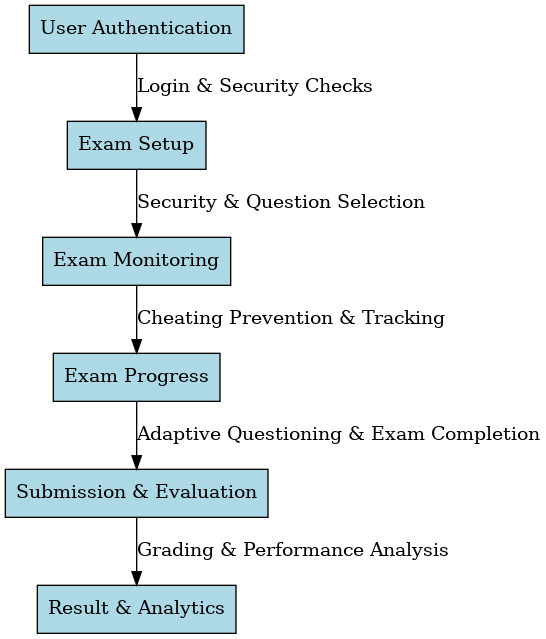 User Authentication
Login & Security Checks
Exam Setup
Security & Question Selection
Exam Monitoring
Cheating Prevention & Tracking
Exam Progress
Adaptive Questioning & Exam Completion
Submission & Evaluation
Grading & Performance Analysis
Result & Analytics